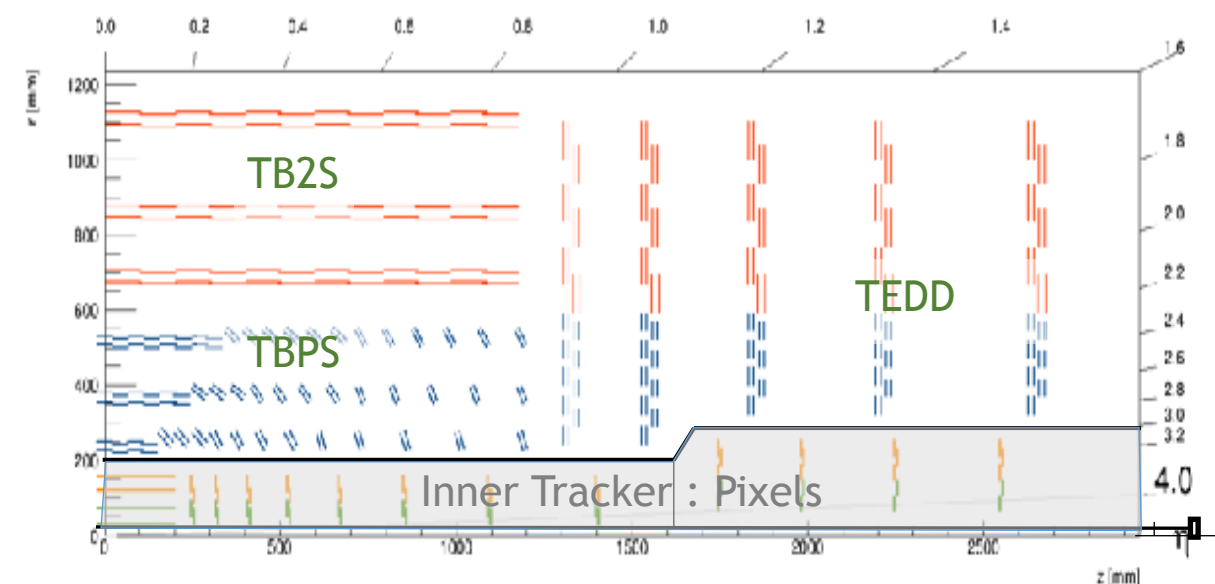 0.0 0.2 0.4 0.6 0.8 1.0 1.2 1.4 1.6
r [mm]
1200
1000
800
600
400
200
0
TB2S
TBPS
TEDD
Inner Tracker : Pixels
1.8
2.0
2.2
2.4
2.6
2.8
3.0
3.2
4.0
η
0 500 1000 1500 2000 2500
z [mm]